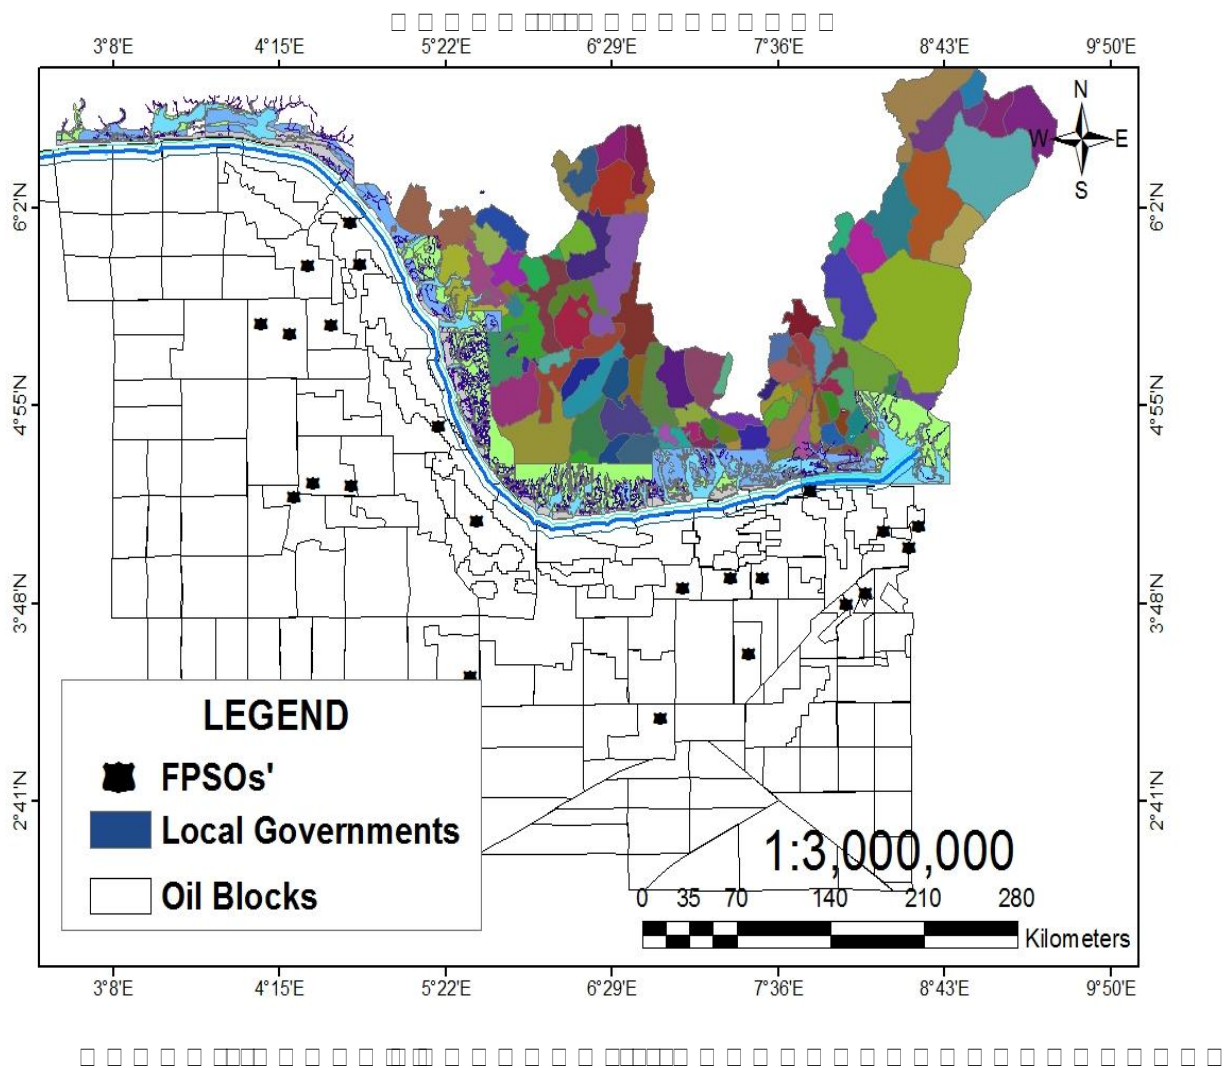 3°8'E 4°15'E 5°22'E 6°29'E 7°36'E 8°43'E 9°50'E
N
W E
S
6°2'N 6°2'N
4°55'N 4°55'N
3°48'N 3°48'N
2°41'N 2°41'N
LEGEND
FPSOs'
Local Governments
Oil Blocks
1:3,000,000
0 35 70 140 210 280
Kilometers
3°8'E 4°15'E 5°22'E 6°29'E 7°36'E 8°43'E 9°50'E